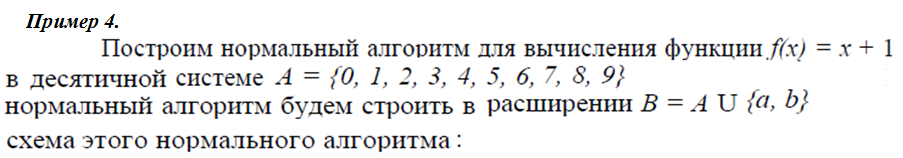 Пример 4.
Построим нормальный алгоритм для вычисления функции f(x) = x + 1
в десятичной системе A = {0, 1, 2, 3, 4, 5, 6, 7, 8, 9}
нормальный алгоритм будем строить в расширении B = A U {a, b}
схема этого нормального алгоритма :